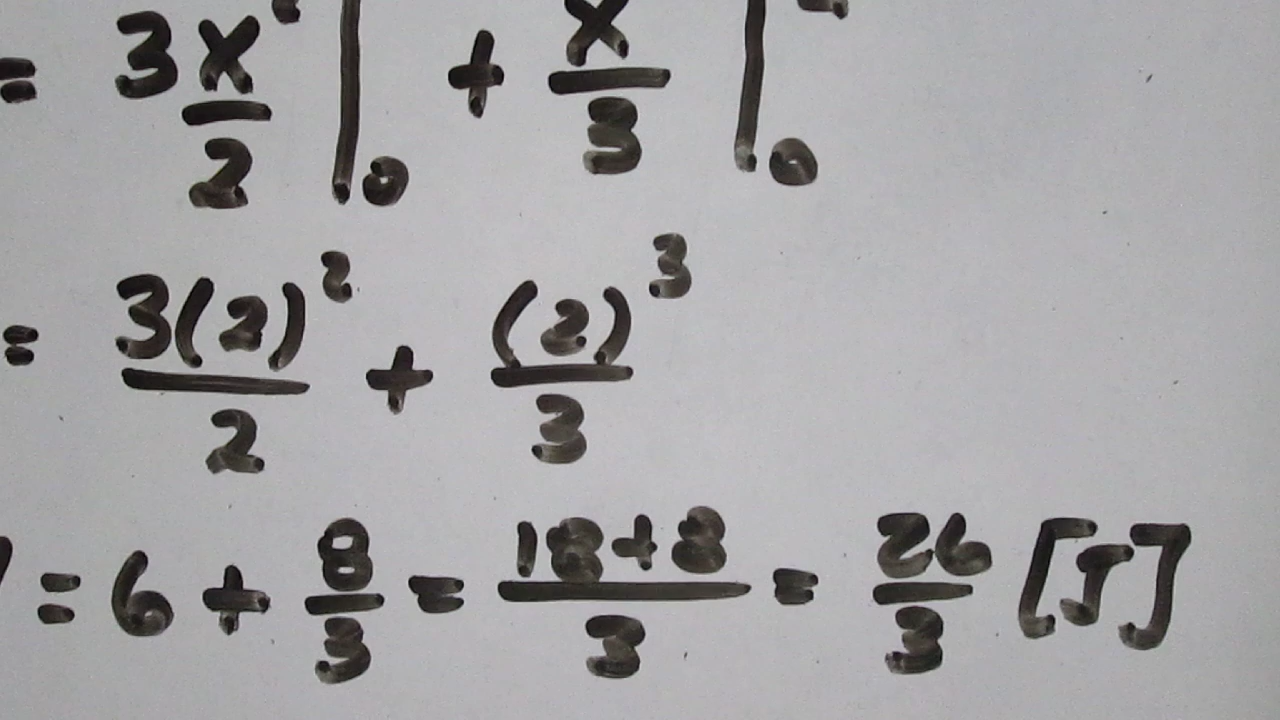 = 3x²/2 |₀ + x/3 |₀
= 3(2)²/2 + (2)³/3
= 6 + 8/3 = 18+8/3 = 26/3 [J]